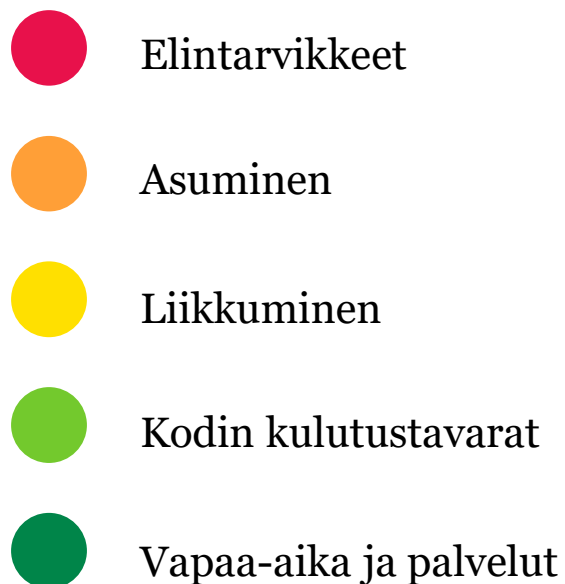 Elintarvikkeet
Asuminen
Liikkuminen
Kodin kulutustavarat
Vapaa-aika ja palvelut